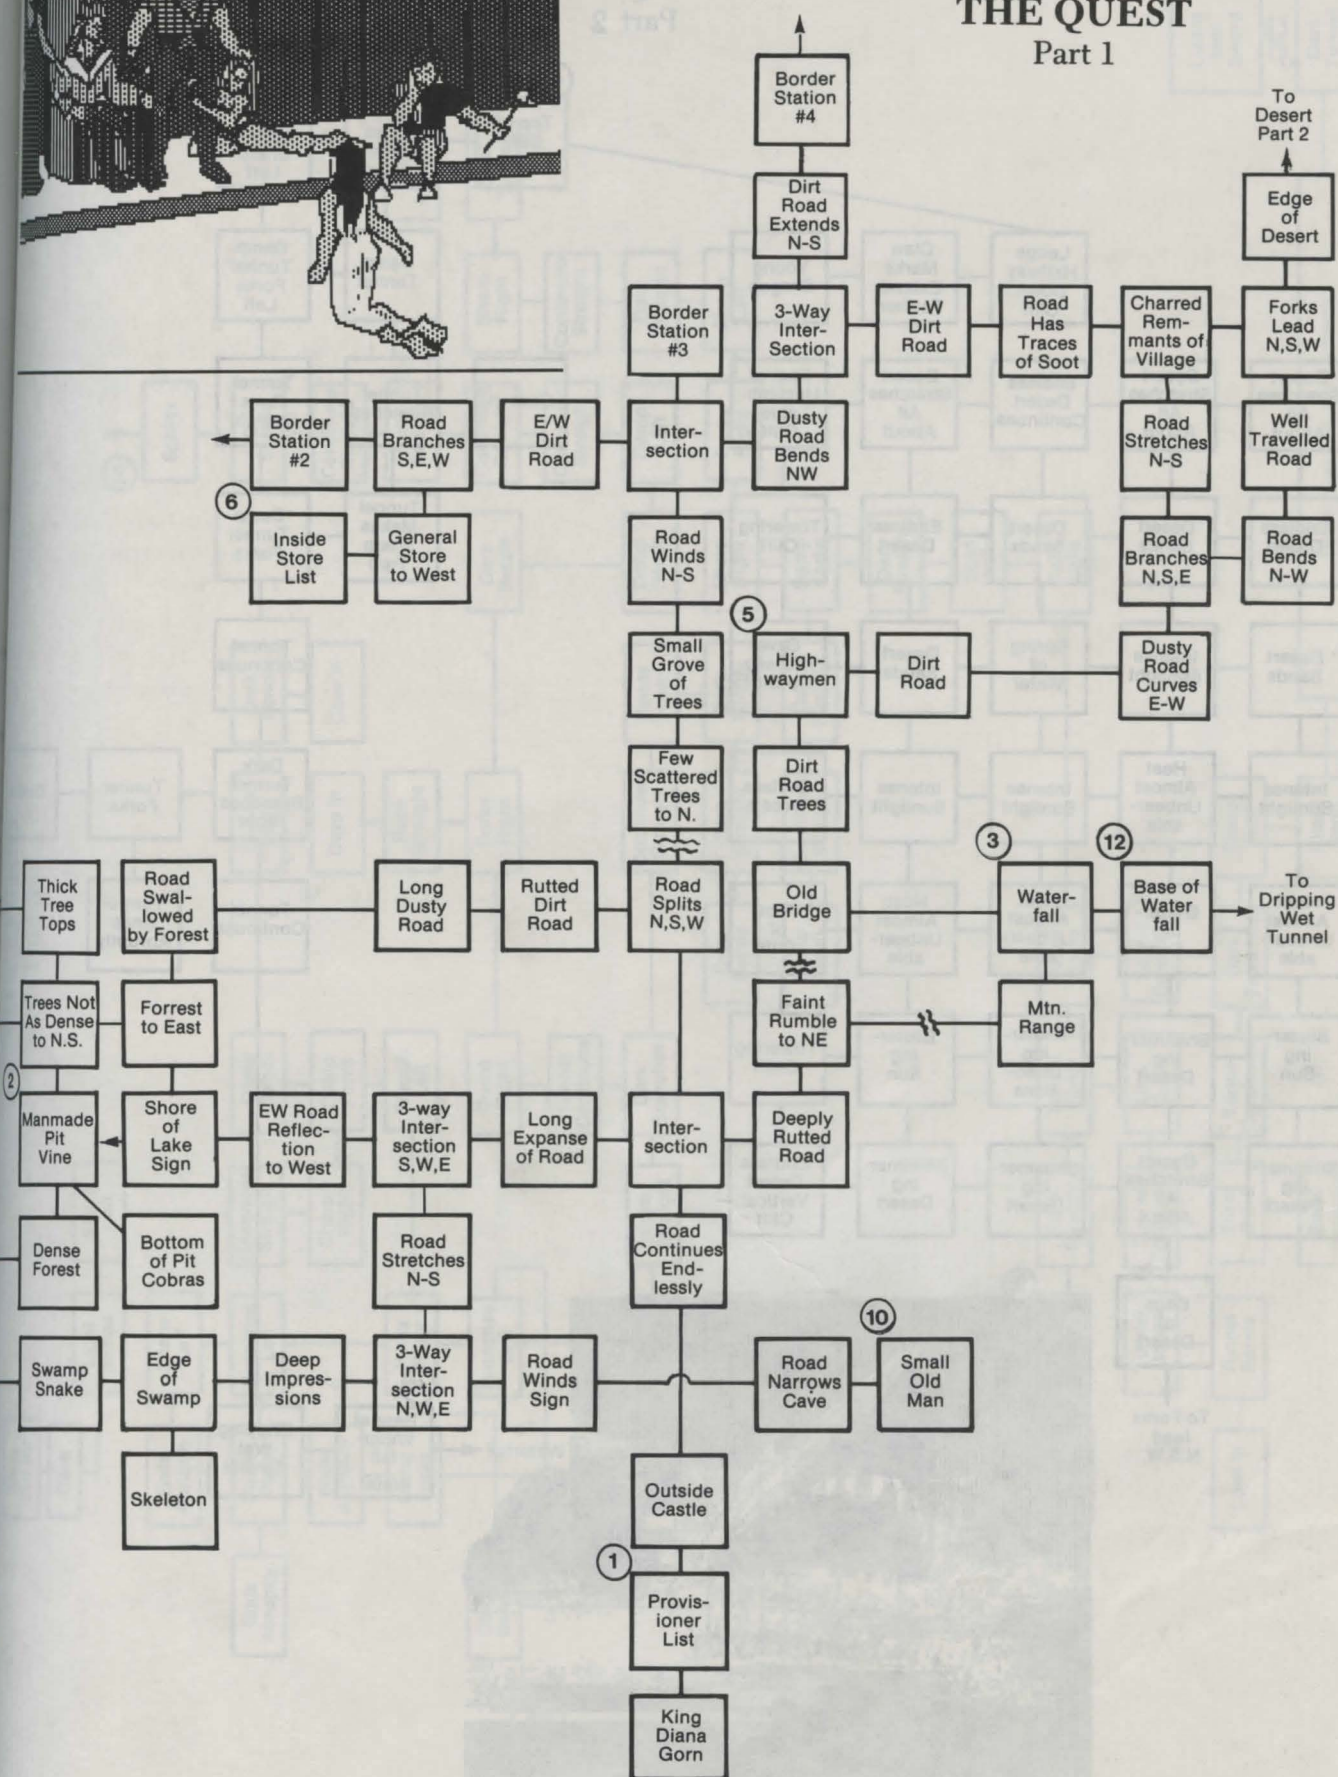 THE QUEST
Part 1
Border
Station
#4
To
Desert
Part 2
Dirt
Road
Extends
N-S
Edge
of
Desert
Border
Station
#3
3-Way
Inter-
Section
E-W
Dirt
Road
Road
Has
Traces
of Soot
Charred
Rem-
mants of
Village
Forks
Lead
N,S,W
Border
Station
#2
Road
Branches
S,E,W
E/W
Dirt
Road
Inter-
section
Dusty
Road
Bends
NW
Road
Stretches
N-S
Well
Travelled
Road
6
Inside
Store
List
General
Store
to West
Road
Winds
N-S
Road
Branches
N,S,E
Road
Bends
N-W
5
Small
Grove
of
Trees
High-
waymen
Dirt
Road
Dusty
Road
Curves
E-W
Few
Scattered
Trees
to N.
Dirt
Road
Trees
3
12
Thick
Tree
Tops
Road
Swal-
lowed
by Forest
Long
Dusty
Road
Rutted
Dirt
Road
Road
Splits
N,S,W
Old
Bridge
Water-
fall
Base of
Water
fall
To
Dripping
Wet
Tunnel
Trees Not
As Dense
to N.S.
Forrest
to East
Faint
Rumble
to NE
Mtn.
Range
2
Manmade
Pit
Vine
Shore
of
Lake
Sign
EW Road
Reflec-
tion
to West
3-way
Inter-
section
S,W,E
Long
Expanse
of Road
Inter-
section
Deeply
Rutted
Road
Dense
Forest
Bottom
of Pit
Cobras
Road
Stretches
N-S
Road
Continues
End-
lessly
10
Swamp
Snake
Edge
of
Swamp
Deep
Impres-
sions
3-Way
Inter-
section
N,W,E
Road
Winds
Sign
Road
Narrows
Cave
Small
Old
Man
Skeleton
Outside
Castle
1
Provis-
ioner
List
King
Diana
Gorn